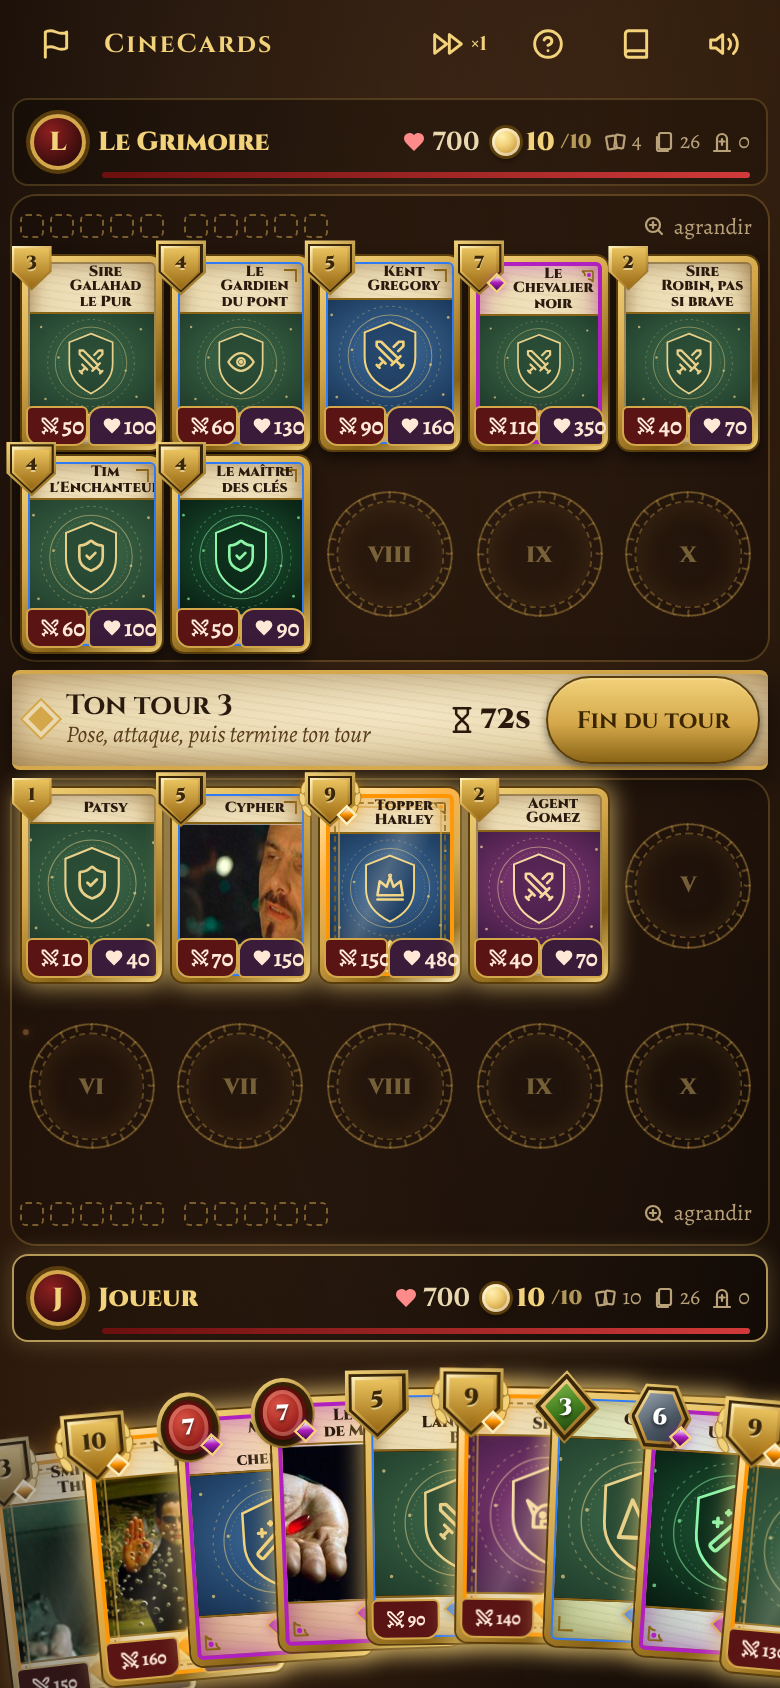 CineCards
×1
L
Le Grimoire
700
10 /10
4
26
0
agrandir
3
Sire Galahad le Pur
50
100
4
Le Gardien du pont
60
130
5
Kent Gregory
90
160
7
Le Chevalier noir
110
350
2
Sire Robin, pas si brave
40
70
4
Tim
60
100
4
Le maître des clés
50
90
VIII
IX
X
Ton tour 3
Pose, attaque, puis termine ton tour
72s
Fin du tour
1
Patsy
10
40
5
Cypher
70
150
9
Topper Harley
150
480
2
Agent Gomez
40
70
V
VI
VII
VIII
IX
X
agrandir
J
Joueur
700
10 /10
10
26
0
3
150
10
160
7
7
5
90
9
140
3
6
9